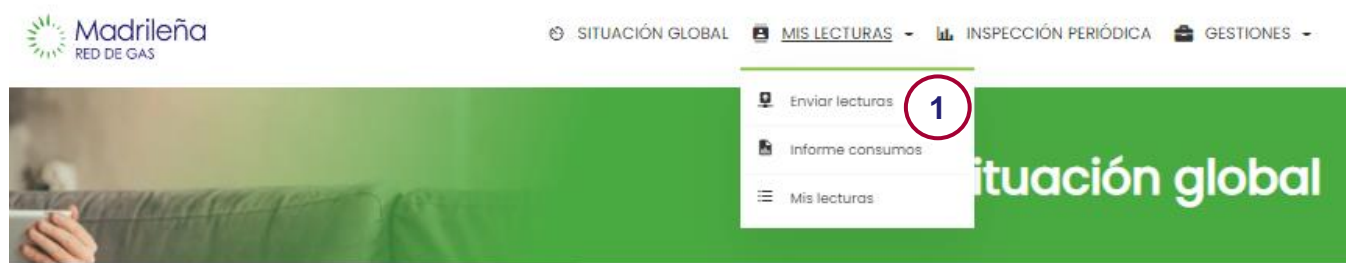 Madrileña
RED DE GAS
SITUACIÓN GLOBAL MIS LECTURAS INSPECCIÓN PERIÓDICA GESTIONES
Enviar lecturas 1
Informe consumos
Mis lecturas
ituación global